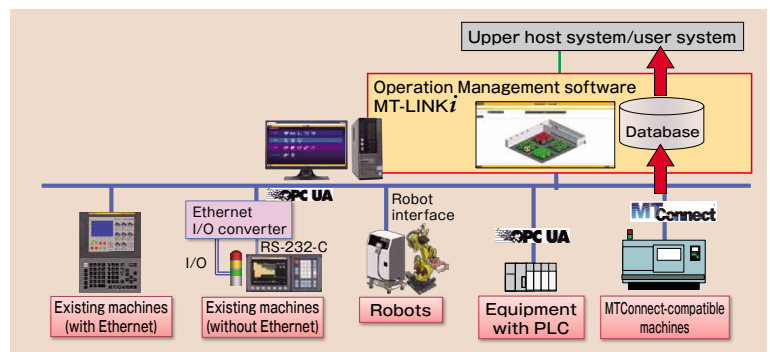 Upper host system/user system
Operation Management software
MT-LINKi
Database
OPC UA
Ethernet
I/O converter
Robot
interface
MTConnect
RS-232-C
OPC UA
I/O
Existing machines
(with Ethernet)
Existing machines
(without Ethernet)
Robots
Equipment
with PLC
MTConnect-compatible
machines